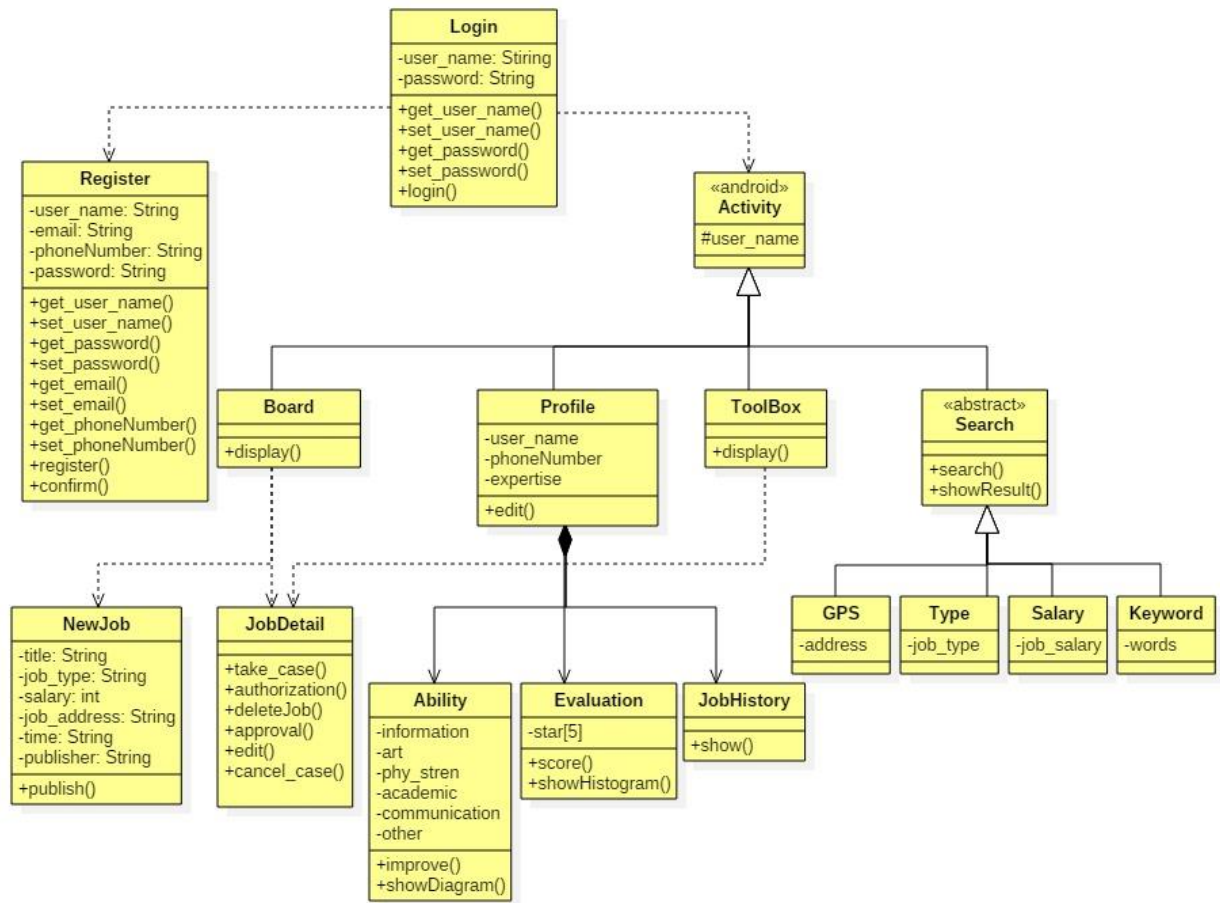 Login
-user_name: Stiring
-password: String
+get_user_name()
+set_user_name()
+get_password()
+set_password()
+login()
Register
-user_name: String
-email: String
-phoneNumber: String
-password: String
+get_user_name()
+set_user_name()
+get_password()
+set_password()
+get_email()
+set_email()
+get_phoneNumber()
+set_phoneNumber()
+register()
+confirm()
«android»
Activity
#user_name
Board
+display()
Profile
-user_name
-phoneNumber
-expertise
+edit()
ToolBox
+display()
«abstract»
Search
+search()
+showResult()
NewJob
-title: String
-job_type: String
-salary: int
-job_address: String
-time: String
-publisher: String
+publish()
JobDetail
+take_case()
+authorization()
+deleteJob()
+approval()
+edit()
+cancel_case()
Ability
-information
-art
-phy_stren
-academic
-communication
-other
+improve()
+showDiagram()
Evaluation
-star[5]
+score()
+showHistogram()
JobHistory
+show()
GPS
-address
Type
-job_type
Salary
-job_salary
Keyword
-words